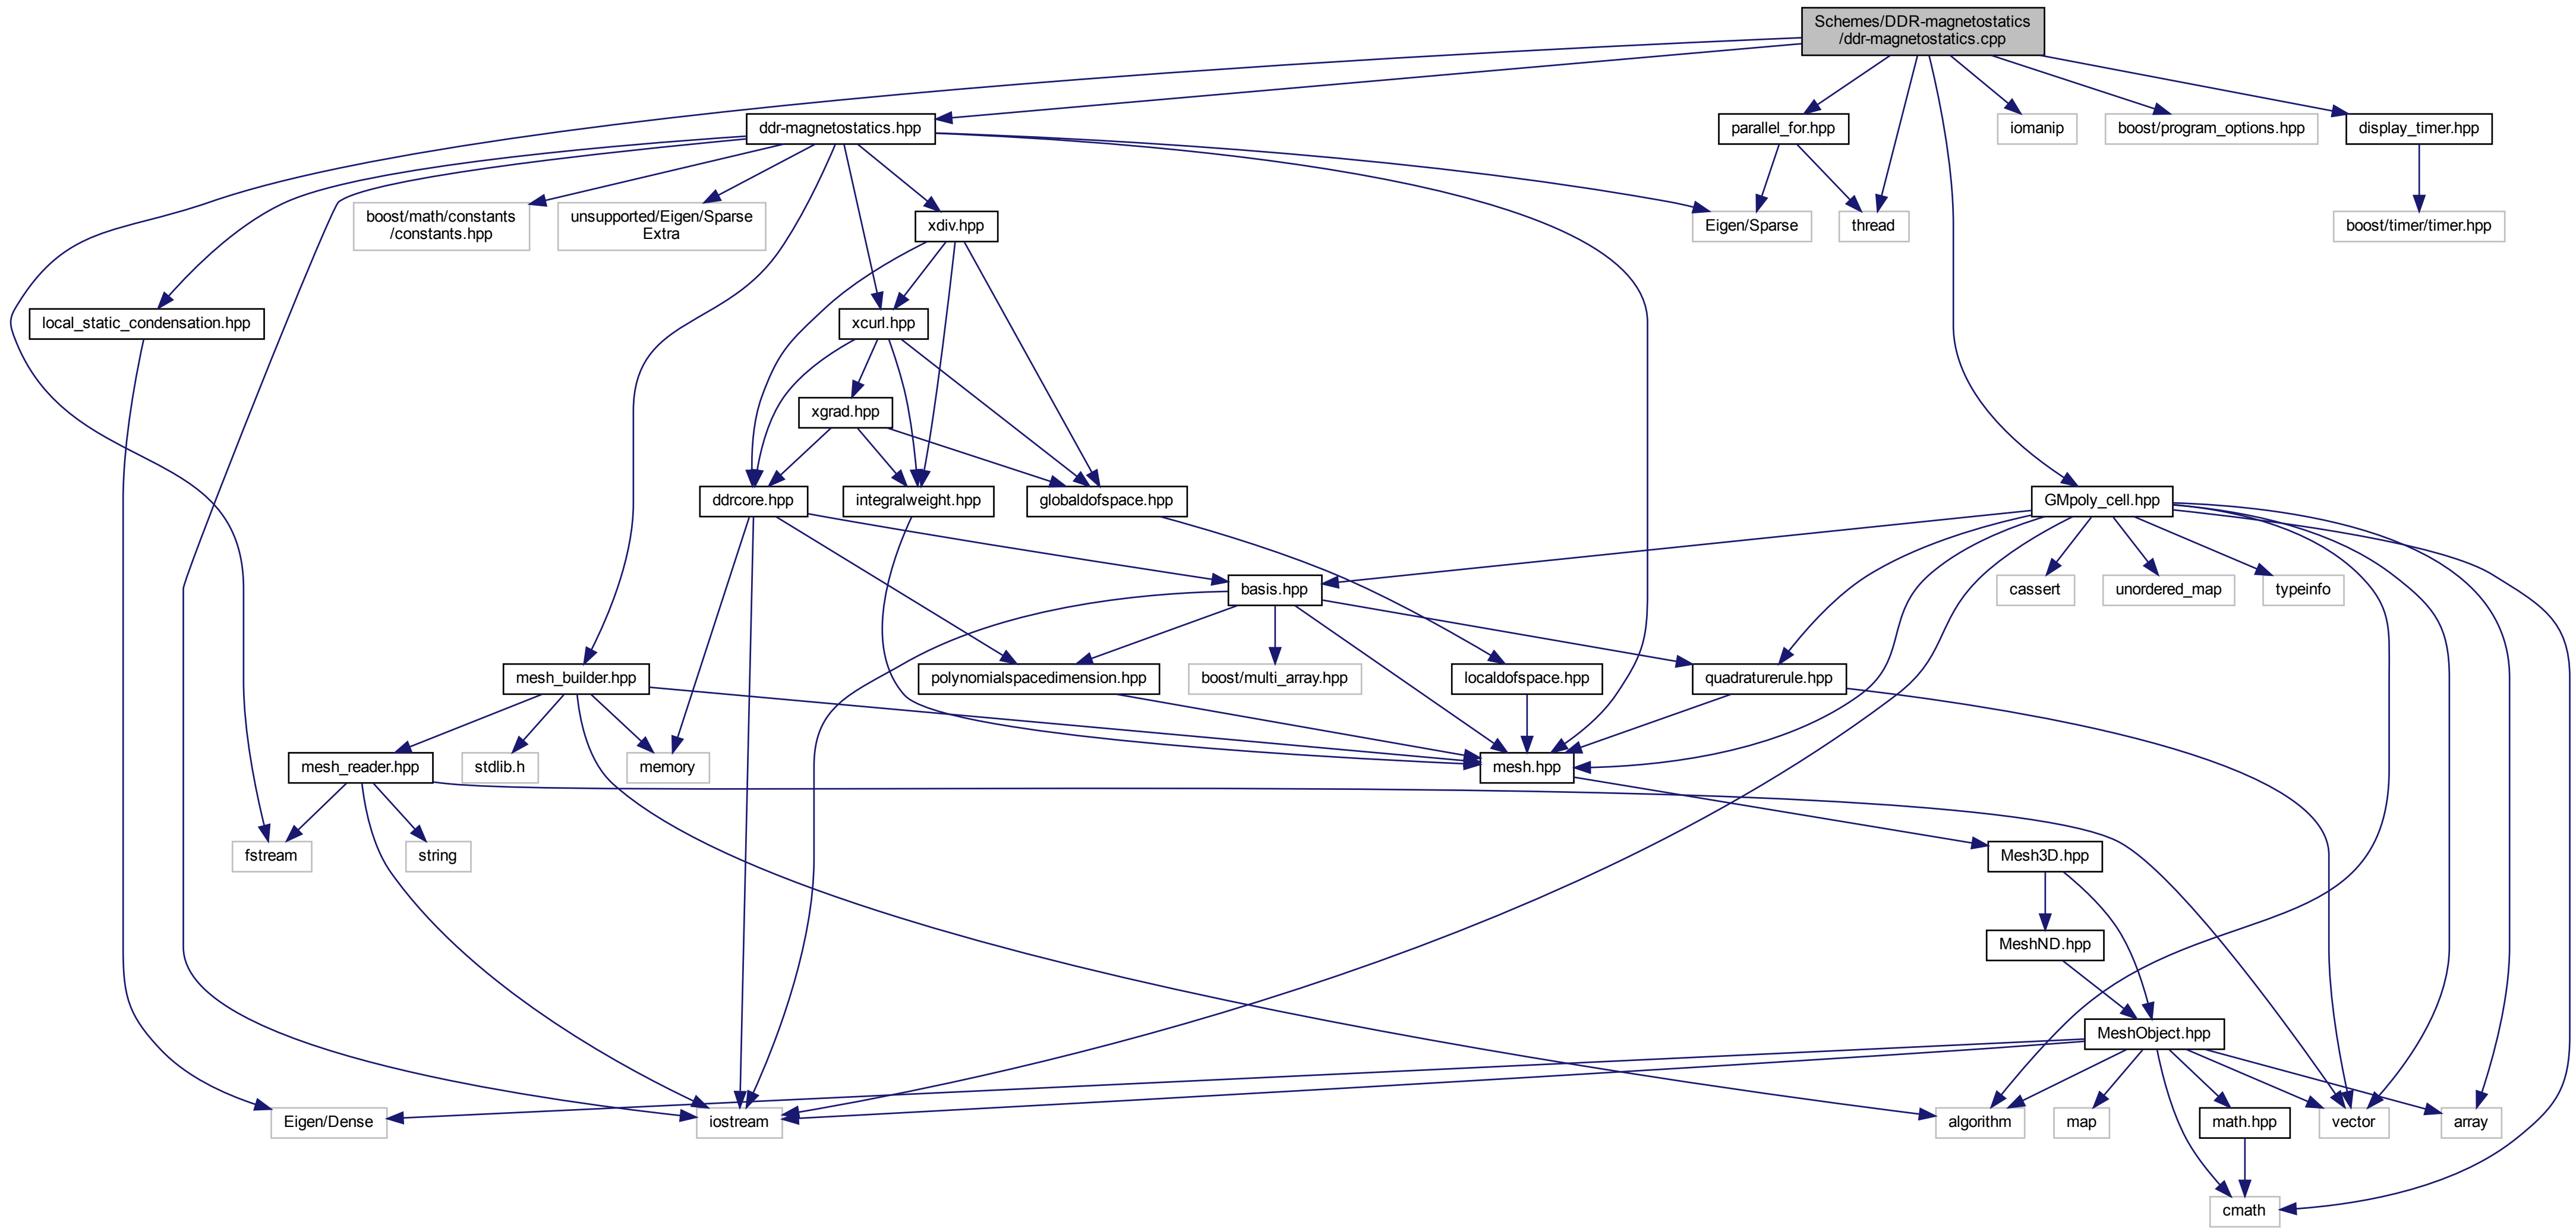 Schemes/DDR-magnetostatics
/ddr-magnetostatics.cpp
ddr-magnetostatics.hpp
parallel_for.hpp
iomanip
boost/program_options.hpp
display_timer.hpp
boost/math/constants
/constants.hpp
unsupported/Eigen/Sparse
Extra
xdiv.hpp
Eigen/Sparse
thread
boost/timer/timer.hpp
local_static_condensation.hpp
xcurl.hpp
xgrad.hpp
ddrcore.hpp
integralweight.hpp
globaldofspace.hpp
GMpoly_cell.hpp
basis.hpp
cassert
unordered_map
typeinfo
mesh_builder.hpp
polynomialspacedimension.hpp
boost/multi_array.hpp
localdofspace.hpp
quadraturerule.hpp
mesh_reader.hpp
stdlib.h
memory
mesh.hpp
fstream
string
Mesh3D.hpp
MeshND.hpp
MeshObject.hpp
Eigen/Dense
iostream
algorithm
map
math.hpp
vector
array
cmath